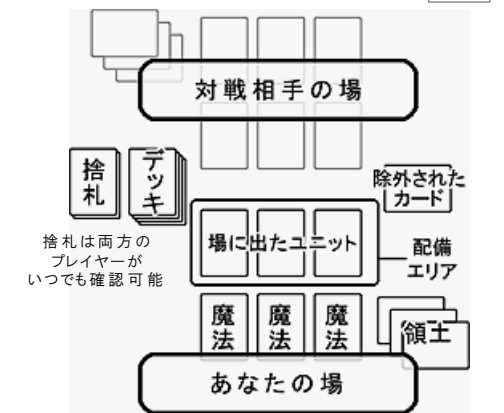 対戦相手の場
捨札
デッキ
除外された
カード
捨札は両方の
プレイヤーが
いつでも確認可能
場に出たユニット
配備
エリア
魔法
魔法
魔法
領土
あなたの場